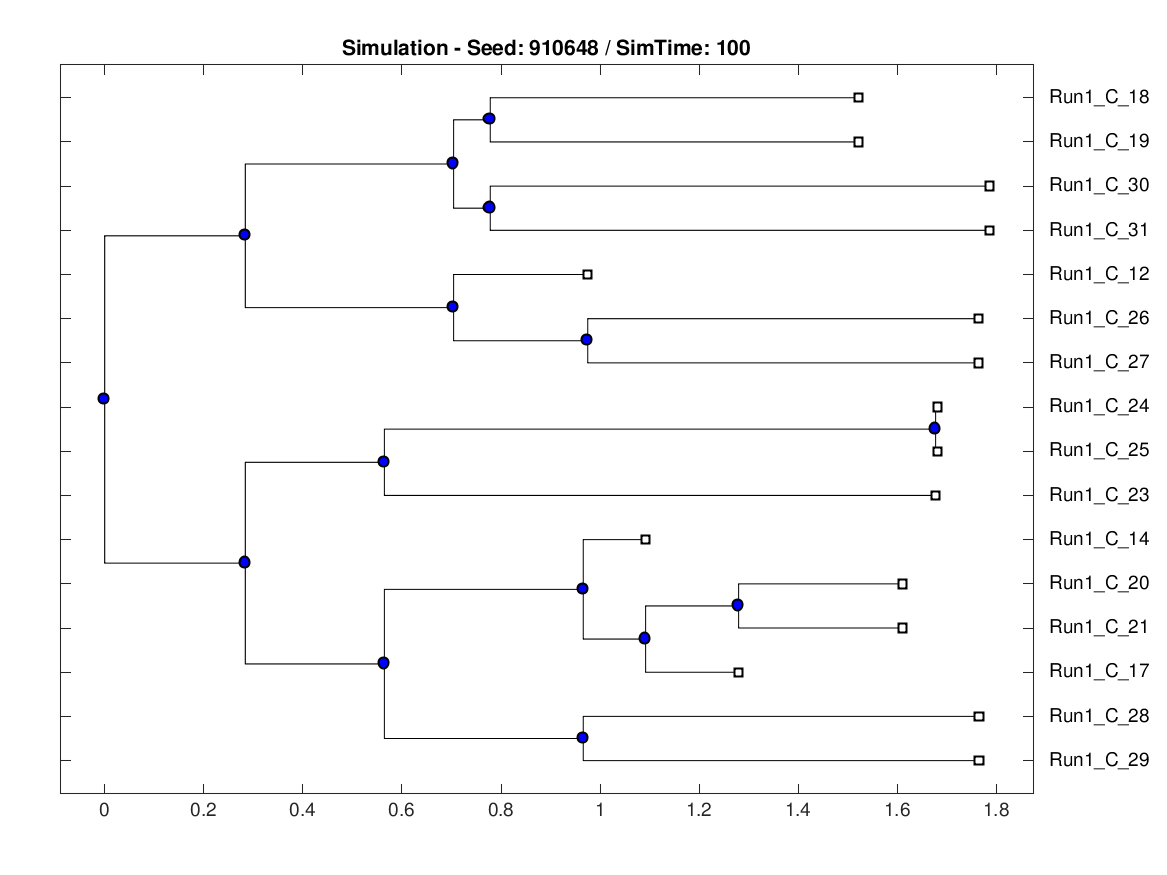 Simulation - Seed: 910648 / SimTime: 100
Run1_C_18
Run1_C_19
Run1_C_30
Run1_C_31
Run1_C_12
Run1_C_26
Run1_C_27
Run1_C_24
Run1_C_25
Run1_C_23
Run1_C_14
Run1_C_20
Run1_C_21
Run1_C_17
Run1_C_28
Run1_C_29
0 0.2 0.4 0.6 0.8 1 1.2 1.4 1.6 1.8